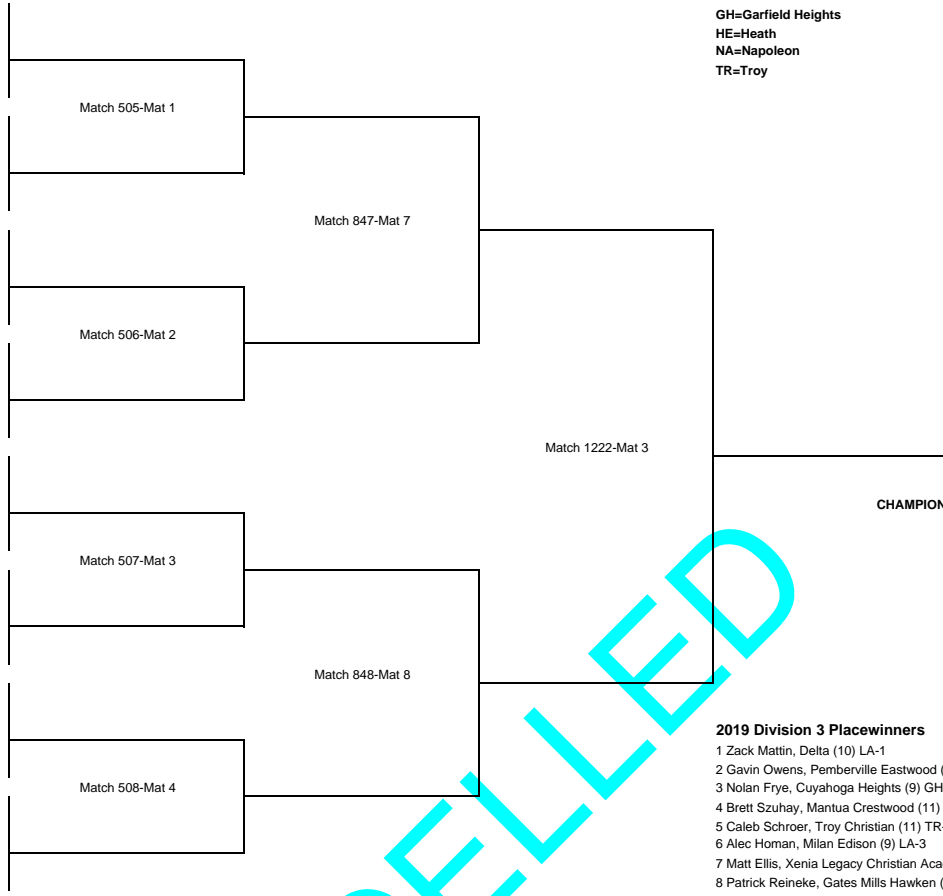 GH=Garfield Heights
HE=Heath
NA=Napoleon
TR=Troy
Match 505-Mat 1
Match 847-Mat 7
Match 506-Mat 2
Match 1222-Mat 3
CHAMPION
Match 507-Mat 3
Match 848-Mat 8
Match 508-Mat 4
ELLED
2019 Division 3 Placewinners
1 Zack Mattin, Delta (10) LA-1
2 Gavin Owens, Pemberville Eastwood (
3 Nolan Frye, Cuyahoga Heights (9) GH
4 Brett Szuhay, Mantua Crestwood (11)
5 Caleb Schroer, Troy Christian (11) TR-
6 Alec Homan, Milan Edison (9) LA-3
7 Matt Ellis, Xenia Legacy Christian Aca
8 Patrick Reineke, Gates Mills Hawken (